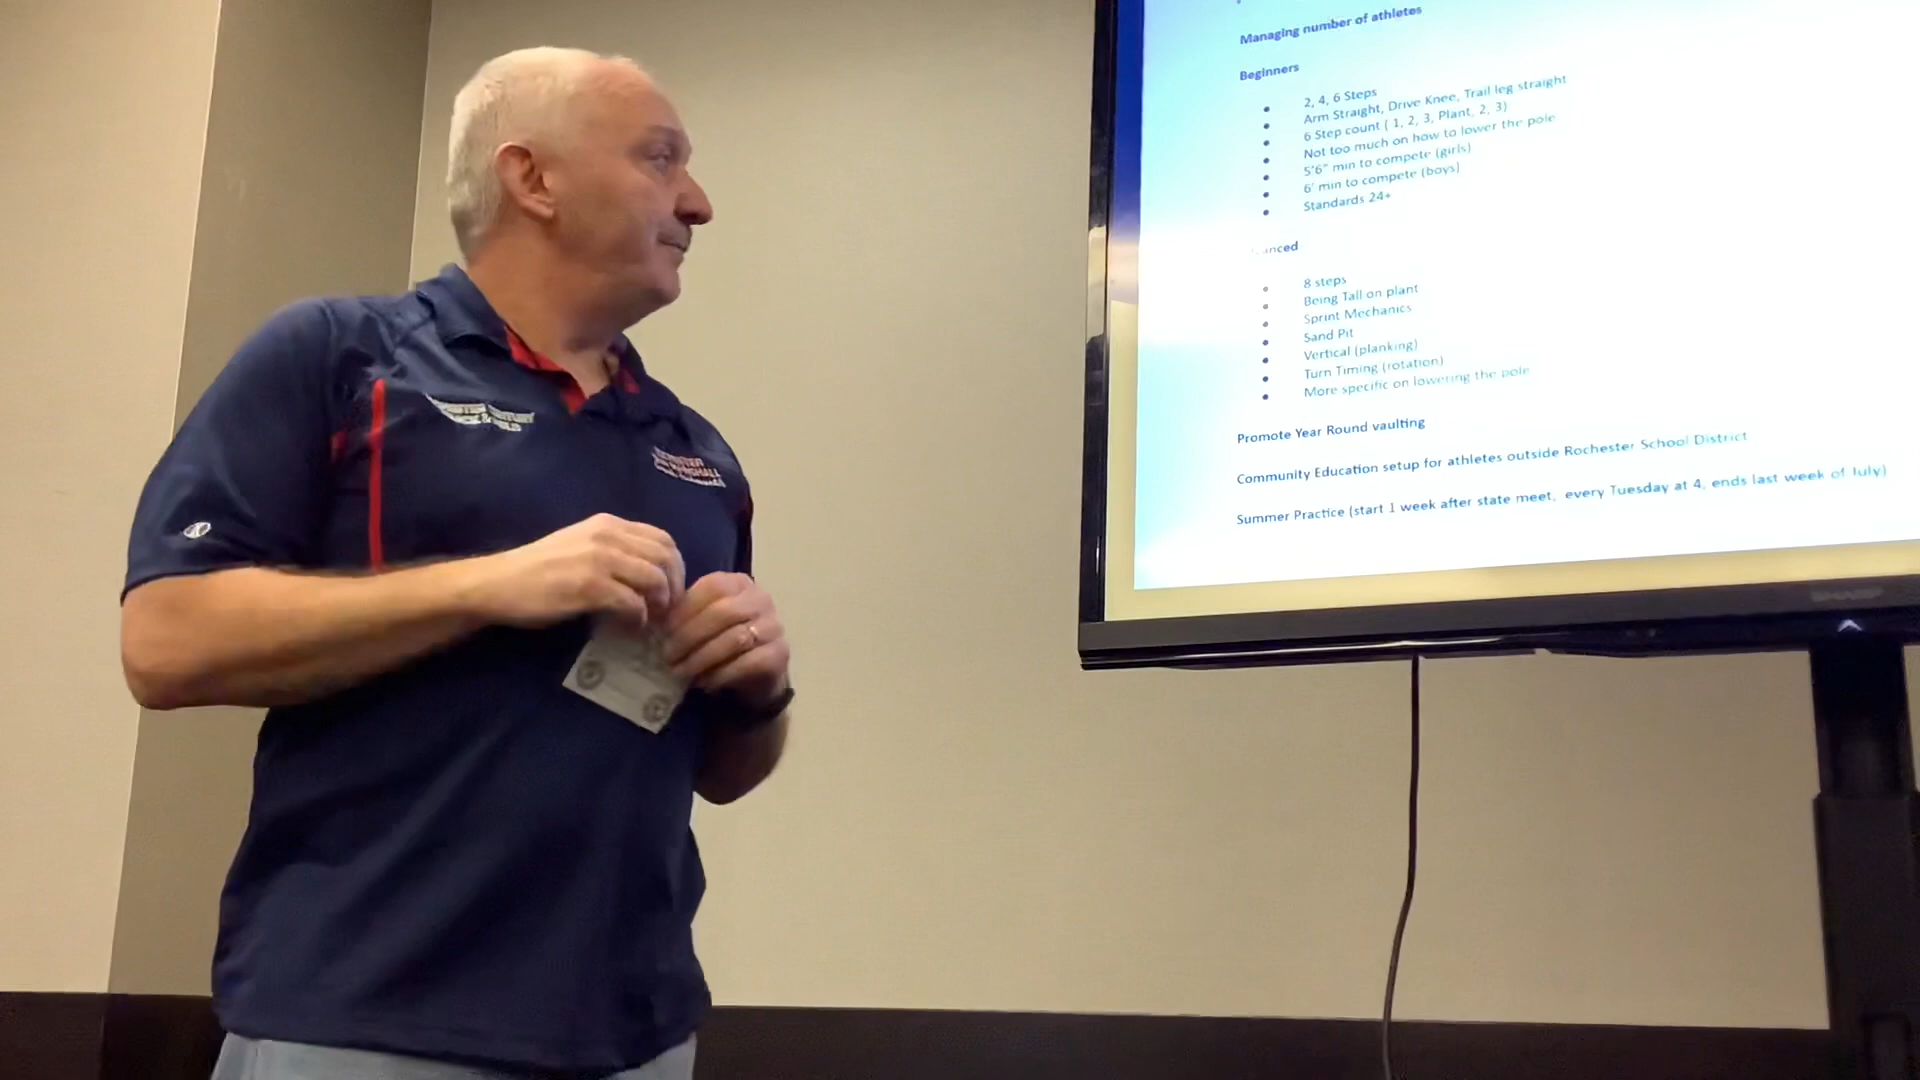 Managing number of athletes
Beginners
2, 4, 6 Steps
Arm Straight, Drive Knee, Trail leg straight
6 Step count ( 1, 2, 3, Plant, 2, 3)
Not too much on how to lower the pole
5'6" min to compete (girls)
6' min to compete (boys)
Standards 24+
anced
8 steps
Being Tall on plant
Sprint Mechanics
Sand Pit
Vertical (planking)
Turn Timing (rotation)
More specific on lowering the pole
Promote Year Round vaulting
Community Education setup for athletes outside Rochester School District
Summer Practice (start 1 week after state meet, every Tuesday at 4, ends last week of July)
SHARP